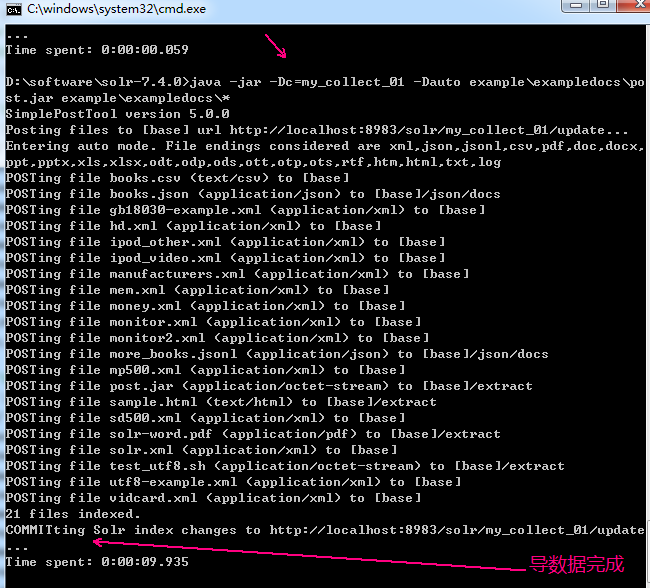 C:\windows\system32\cmd.exe
...
Time spent: 0:00:00.059
D:\software\solr-7.4.0>java -jar -Dc=my_collect_01 -Dauto example\exampledocs\po
st.jar example\exampledocs\*
SimplePostTool version 5.0.0
Posting files to [base] url http://localhost:8983/solr/my_collect_01/update...
Entering auto mode. File endings considered are xml,json,jsonl,csv,pdf,doc,docx,
ppt,pptx,xls,xlsx,odt,odp,ods,ott,otp,ots,rtf,htm,html,txt,log
POSTing file books.csv (text/csv) to [base]
POSTing file books.json (application/json) to [base]/json/docs
POSTing file gb18030-example.xml (application/xml) to [base]
POSTing file hd.xml (application/xml) to [base]
POSTing file ipod_other.xml (application/xml) to [base]
POSTing file ipod_video.xml (application/xml) to [base]
POSTing file manufacturers.xml (application/xml) to [base]
POSTing file mem.xml (application/xml) to [base]
POSTing file money.xml (application/xml) to [base]
POSTing file monitor.xml (application/xml) to [base]
POSTing file monitor2.xml (application/xml) to [base]
POSTing file more_books.jsonl (application/json) to [base]/json/docs
POSTing file mp500.xml (application/xml) to [base]
POSTing file post.jar (application/octet-stream) to [base]/extract
POSTing file sample.html (text/html) to [base]/extract
POSTing file sd500.xml (application/xml) to [base]
POSTing file solr-word.pdf (application/pdf) to [base]/extract
POSTing file solr.xml (application/xml) to [base]
POSTing file test_utf8.sh (application/octet-stream) to [base]/extract
POSTing file utf8-example.xml (application/xml) to [base]
POSTing file vidcard.xml (application/xml) to [base]
21 files indexed.
COMMITting Solr index changes to http://localhost:8983/solr/my_collect_01/update
...
Time spent: 0:00:09.935
导数据完成